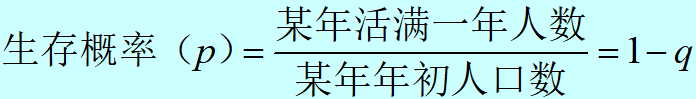 生存概率（p）= 某年活满一年人数 / 某年年初人口数 = 1 − q